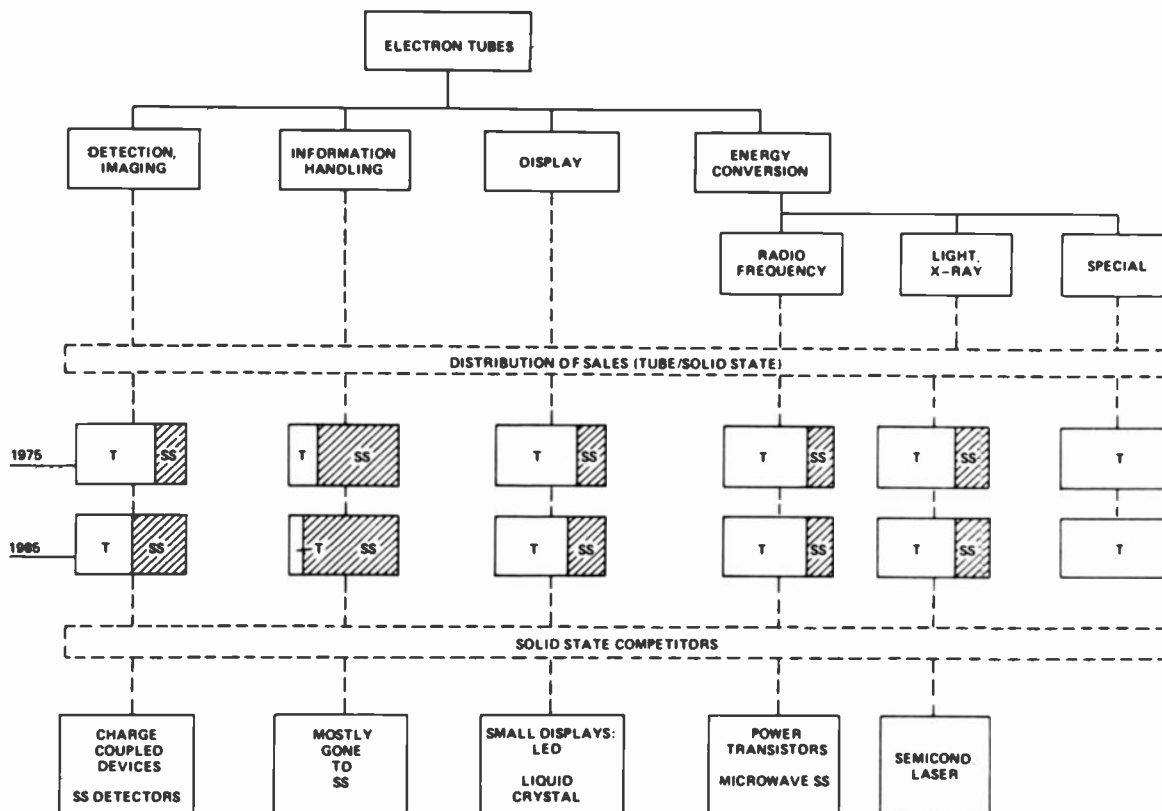 ELECTRON TUBES
DETECTION,
IMAGING
INFORMATION
HANDLING
DISPLAY
ENERGY
CONVERSION
RADIO
FREQUENCY
LIGHT,
X-RAY
SPECIAL
DISTRIBUTION OF SALES (TUBE/SOLID STATE)
1975
T
SS
T
SS
T
SS
T
SS
T
SS
T
1985
T
SS
T
SS
T
SS
T
SS
T
SS
T
SOLID STATE COMPETITORS
CHARGE
COUPLED
DEVICES
SS DETECTORS
MOSTLY
GONE
TO
SS
SMALL DISPLAYS:
LED
LIQUID
CRYSTAL
POWER
TRANSISTORS
MICROWAVE SS
SEMICOND.
LASER